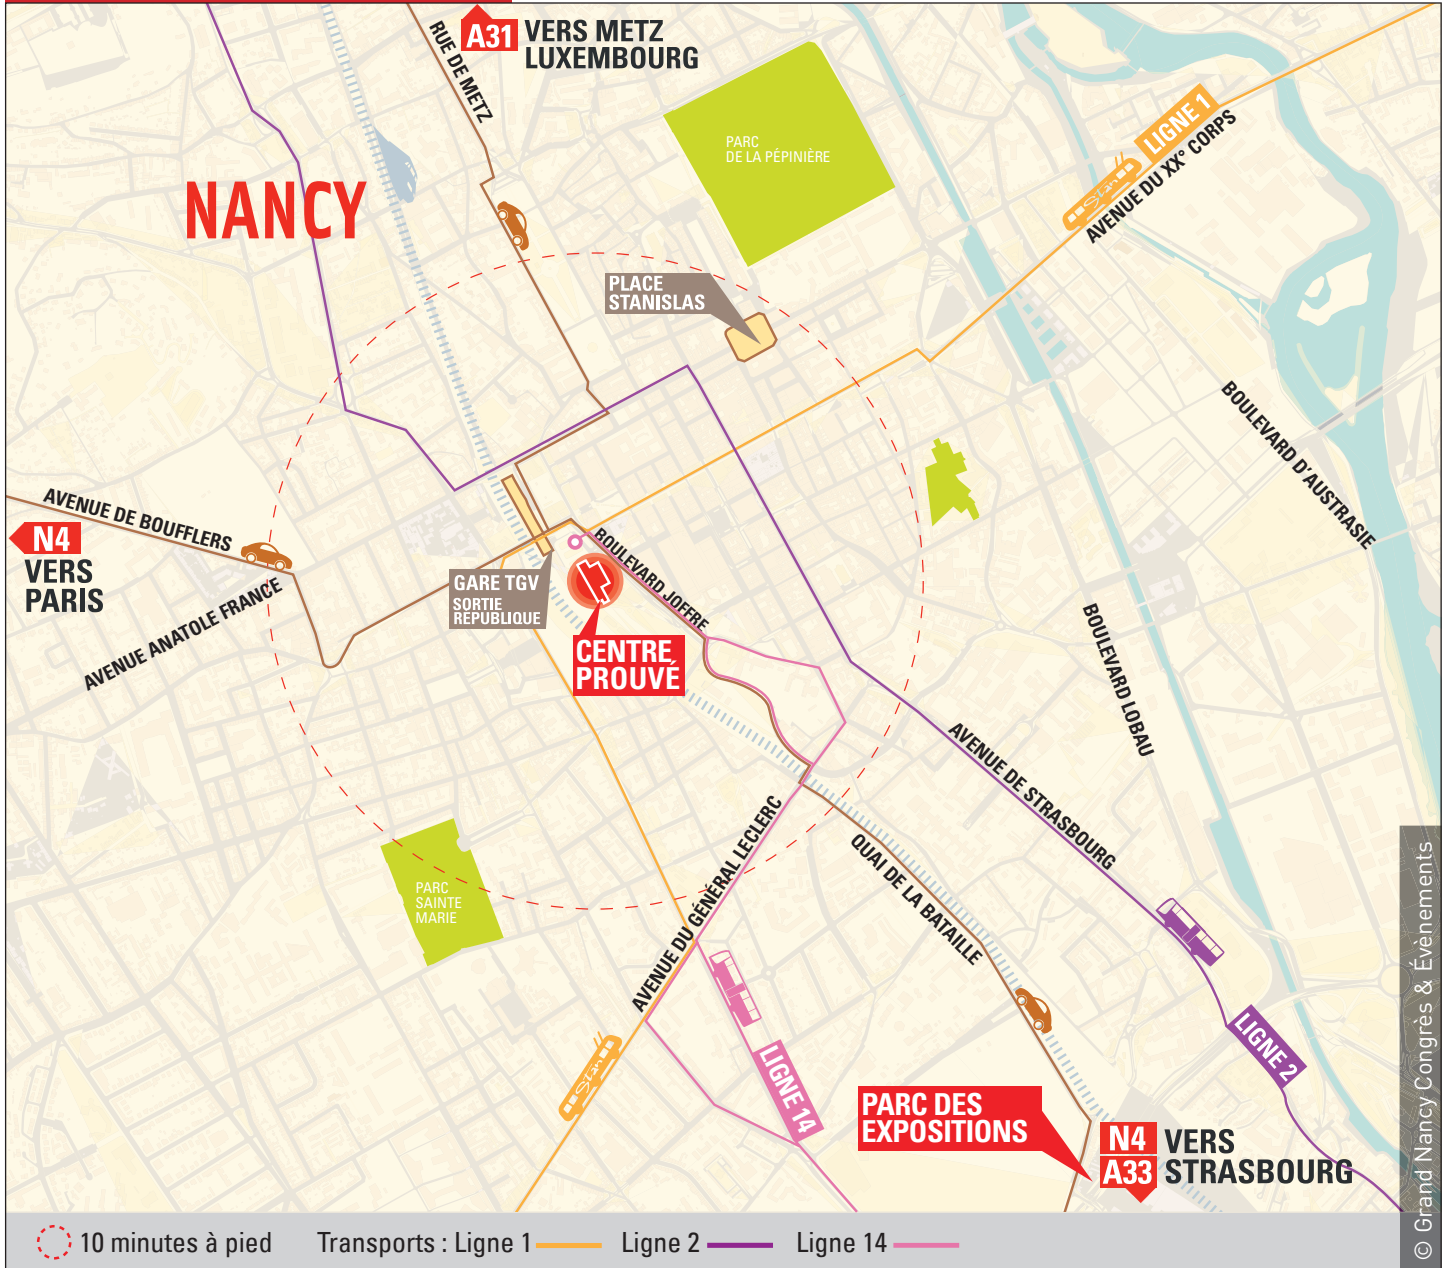 A31
VERS METZ
LUXEMBOURG
RUE DE METZ
PARC
DE LA PÉPINIÈRE
LIGNE 1
AVENUE DU XX° CORPS
NANCY
PLACE
STANISLAS
BOULEVARD D'AUSTRASIE
AVENUE DE BOUFFLERS
N4
VERS
PARIS
AVENUE ANATOLE FRANCE
GARE TGV
SORTIE
REPUBLIQUE
BOULEVARD JOFFRE
CENTRE
PROUVÉ
BOULEVARD LOBAU
AVENUE DE STRASBOURG
QUAI DE LA BATAILLE
AVENUE DU GÉNÉRAL LECLERC
PARC
SAINTE
MARIE
LIGNE 14
LIGNE 2
PARC DES
EXPOSITIONS
N4
A33
VERS
STRASBOURG
© Grand Nancy Congrès & Évènements
10 minutes à pied
Transports : Ligne 1
Ligne 2
Ligne 14